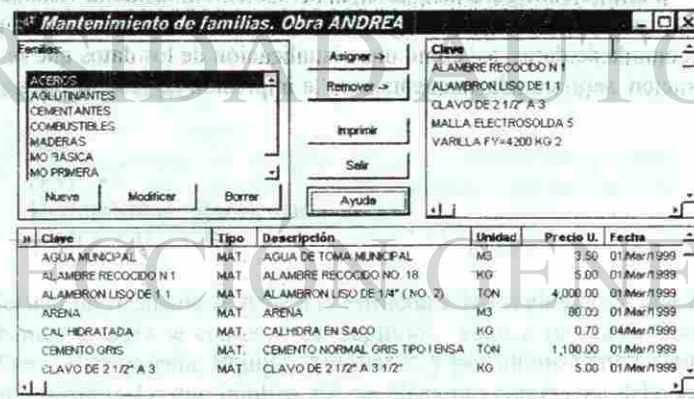 Mantenimiento de familias. Obra ANDREA
Familias:
ACEROS
AGLUTINANTES
CEMENTANTES
COMBUSTIBLES
MADERAS
MO BASICA
MO PRIMERA
Nueva Modificar Borrar
Asignar ->
Remover ->
Imprimir
Salir
Ayuda
Clave
ALAMBRE RECOCIDO N 1
ALAMBRON LISO DE 1.1
CLAVO DE 2 1/2" A 3
MALLA ELECTROSOLDA 5
VARILLA FY=4200 KG 2
Clave Tipo Descripción Unidad Precio U. Fecha
AGUA MUNICIPAL MAT. AGUA DE TOMA MUNICIPAL M3 3.50 01/Mar/1999
ALAMBRE RECOCIDO N 1 MAT. ALAMBRE RECOCIDO NO. 18 KG 5.00 01/Mar/1999
ALAMBRON LISO DE 1.1 MAT. ALAMBRON LISO DE 1/4" ( NO. 2) TON 4,000.00 01/Mar/1999
ARENA MAT. ARENA M3 80.00 01/Mar/1999
CAL HIDRATADA MAT. CALHIDRA EN SACO KG 0.70 04/Mar/1999
CEMENTO GRIS MAT. CEMENTO NORMAL GRIS TIPO I ENSA TON 1,100.00 01/Mar/1999
CLAVO DE 2 1/2" A 3 MAT. CLAVO DE 2 1/2" A 3 1/2" KG 5.00 01/Mar/1999